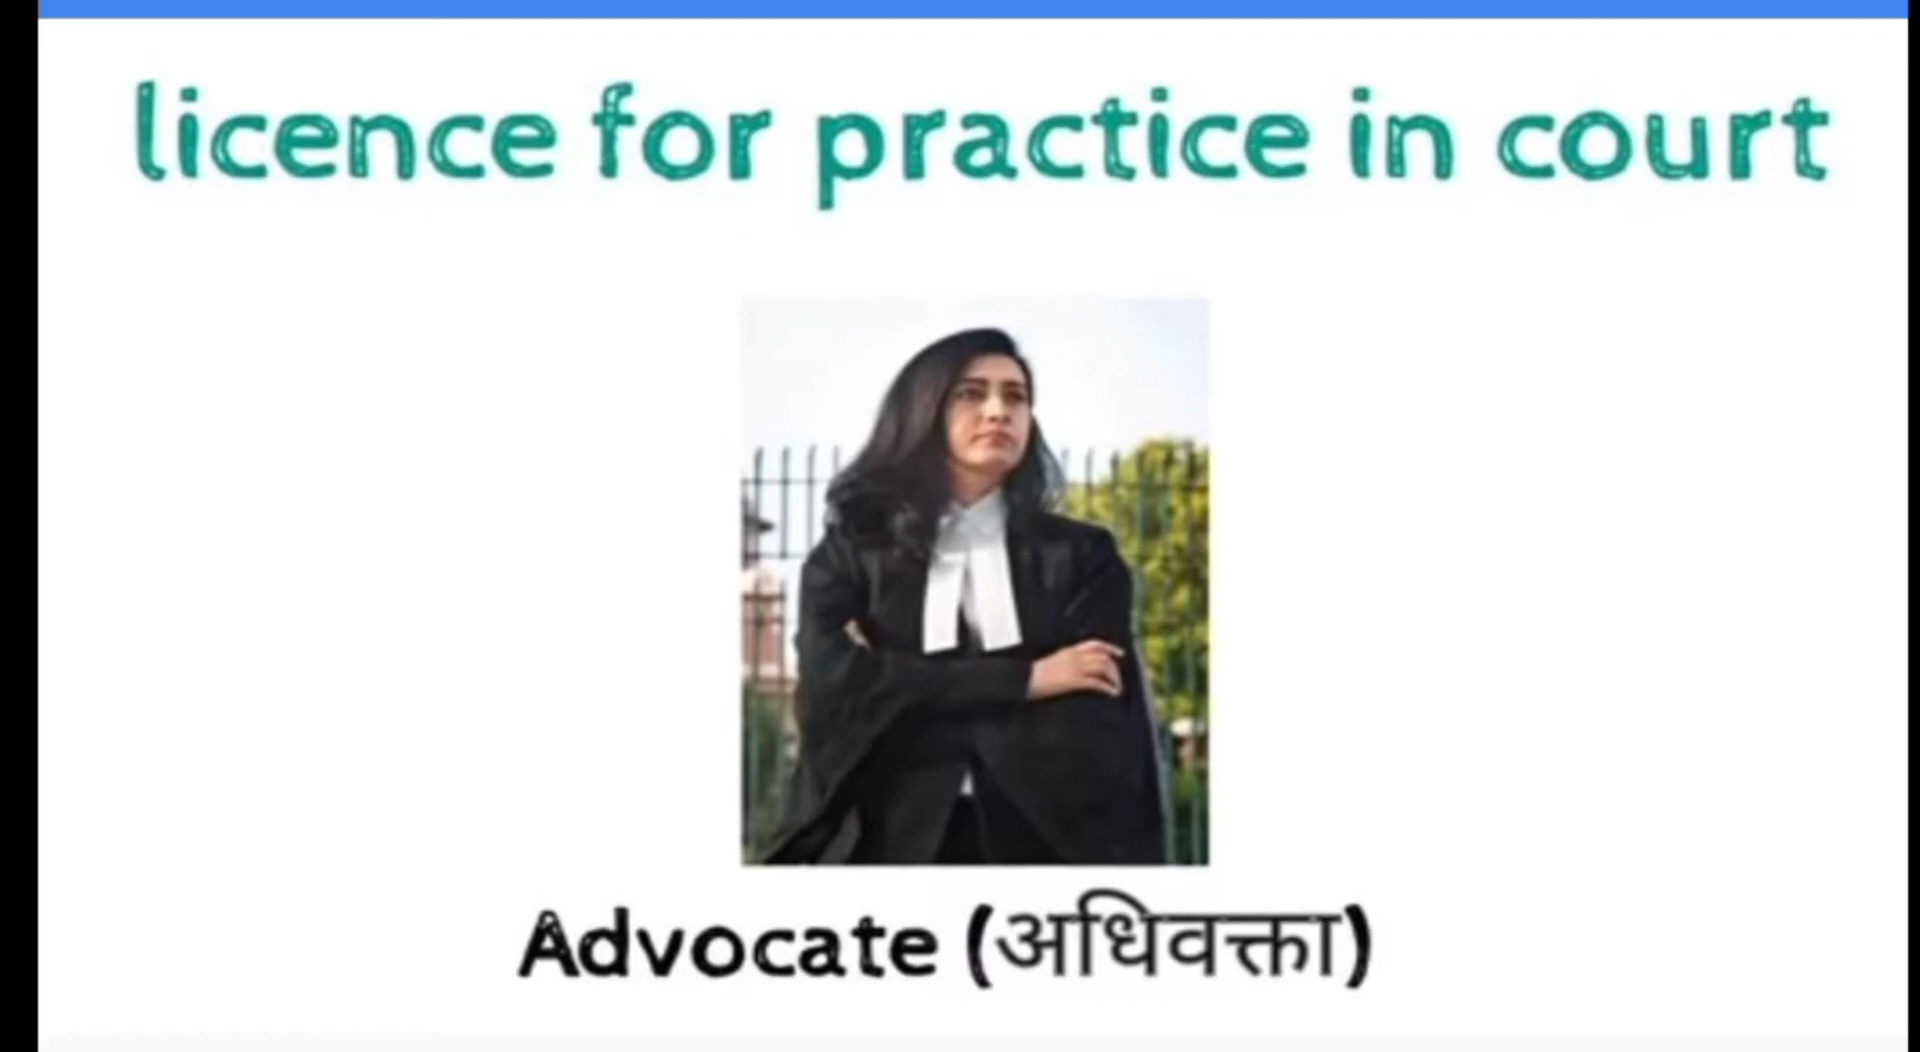 licence for practice in court
Advocate (अधिवक्ता)